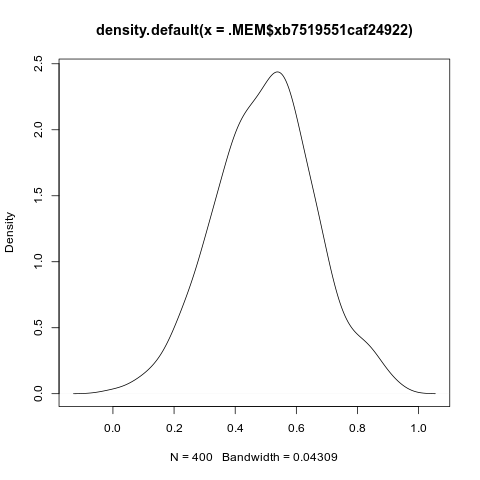 density.default(x = .MEM$xb7519551caf24922)
2.5
2.0
1.5
1.0
0.5
0.0
Density
0.0 0.2 0.4 0.6 0.8 1.0
N = 400 Bandwidth = 0.04309